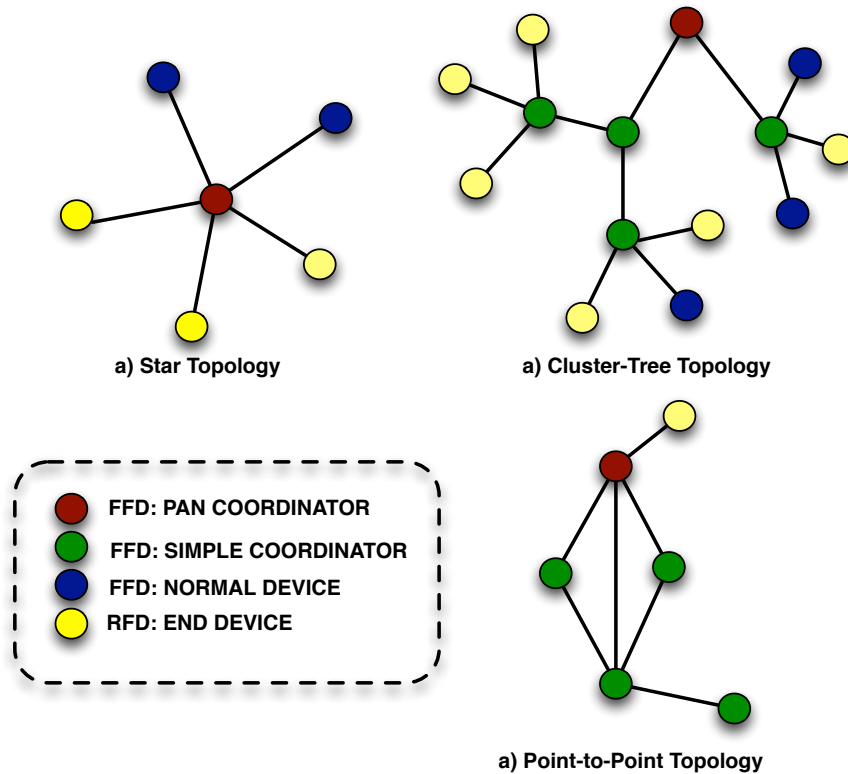 a) Star Topology
a) Cluster-Tree Topology
FFD: PAN COORDINATOR
FFD: SIMPLE COORDINATOR
FFD: NORMAL DEVICE
RFD: END DEVICE
a) Point-to-Point Topology